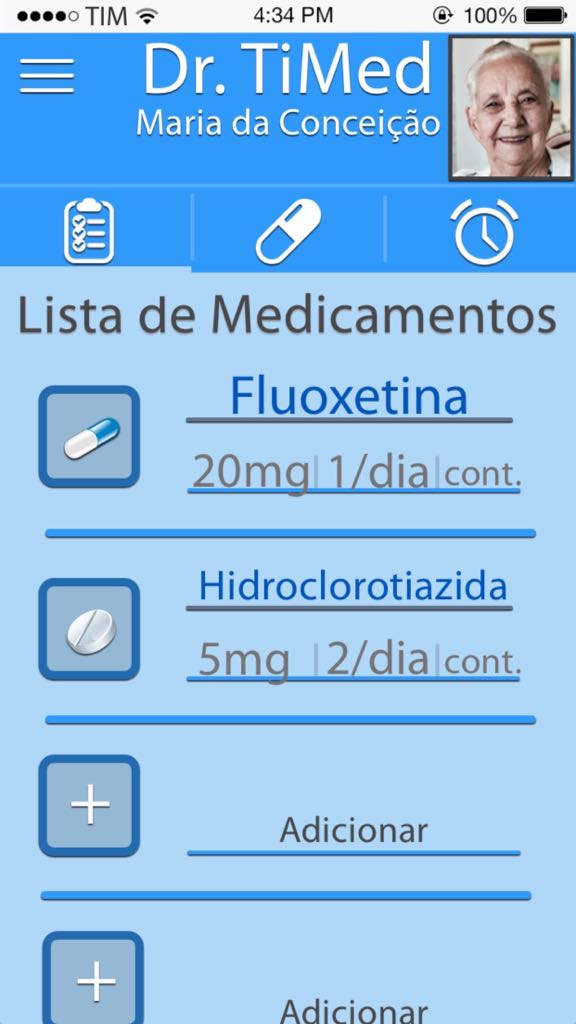 TIM 4:34 PM 100%
Dr. TiMed
Maria da Conceição
Lista de Medicamentos
Fluoxetina
20mg| 1/dia|cont.
Hidroclorotiazida
5mg |2/dia|cont.
Adicionar
Adicionar